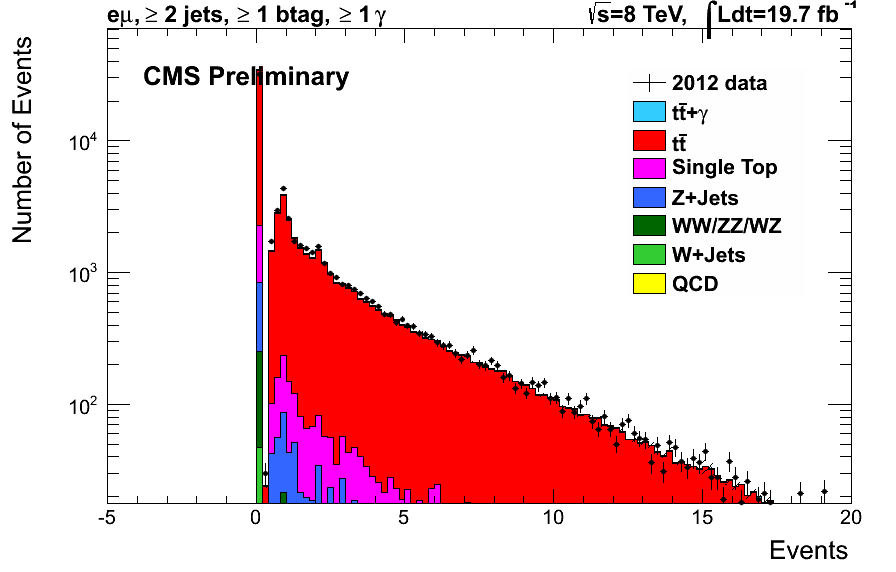 eμ, ≥ 2 jets, ≥ 1 btag, ≥ 1 γ
√s=8 TeV, ∫Ldt=19.7 fb⁻¹
CMS Preliminary
2012 data
tt̄+γ
tt̄
Single Top
Z+Jets
WW/ZZ/WZ
W+Jets
QCD
Number of Events
10⁴
10³
10²
-5 0 5 10 15 20
Events